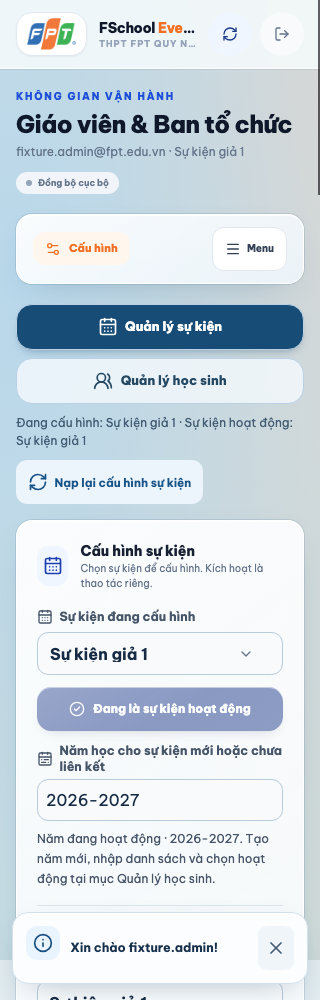 FPT
FSchool Eve...
THPT FPT QUY N...
KHÔNG GIAN VẬN HÀNH
Giáo viên & Ban tổ chức
fixture.admin@fpt.edu.vn · Sự kiện giả 1
Đồng bộ cục bộ
Cấu hình
Menu
Quản lý sự kiện
Quản lý học sinh
Đang cấu hình: Sự kiện giả 1 · Sự kiện hoạt động:
Sự kiện giả 1
Nạp lại cấu hình sự kiện
Cấu hình sự kiện
Chọn sự kiện để cấu hình. Kích hoạt là
thao tác riêng.
Sự kiện đang cấu hình
Sự kiện giả 1
Đang là sự kiện hoạt động
Năm học cho sự kiện mới hoặc chưa
liên kết
2026-2027
Năm đang hoạt động · 2026-2027. Tạo
năm mới, nhập danh sách và chọn hoạt
động tại mục Quản lý học sinh.
Xin chào fixture.admin!